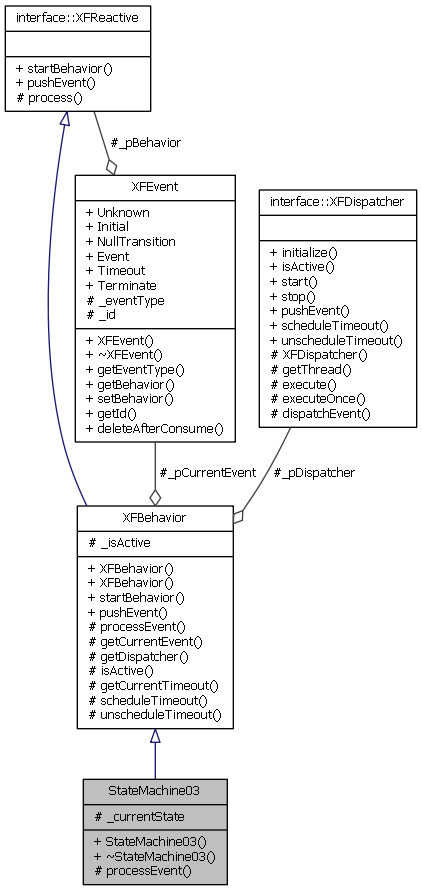 interface::XFReactive
+ startBehavior()
+ pushEvent()
# process()
#_pBehavior
XFEvent
+ Unknown
+ Initial
+ NullTransition
+ Event
+ Timeout
+ Terminate
# _eventType
# _id
+ XFEvent()
+ ~XFEvent()
+ getEventType()
+ getBehavior()
+ setBehavior()
+ getId()
+ deleteAfterConsume()
interface::XFDispatcher
+ initialize()
+ isActive()
+ start()
+ stop()
+ pushEvent()
+ scheduleTimeout()
+ unscheduleTimeout()
# XFDispatcher()
# getThread()
# execute()
# executeOnce()
# dispatchEvent()
#_pCurrentEvent
#_pDispatcher
XFBehavior
# _isActive
+ XFBehavior()
+ XFBehavior()
+ startBehavior()
+ pushEvent()
# processEvent()
# getCurrentEvent()
# getDispatcher()
# isActive()
# getCurrentTimeout()
# scheduleTimeout()
# unscheduleTimeout()
StateMachine03
# _currentState
+ StateMachine03()
+ ~StateMachine03()
# processEvent()